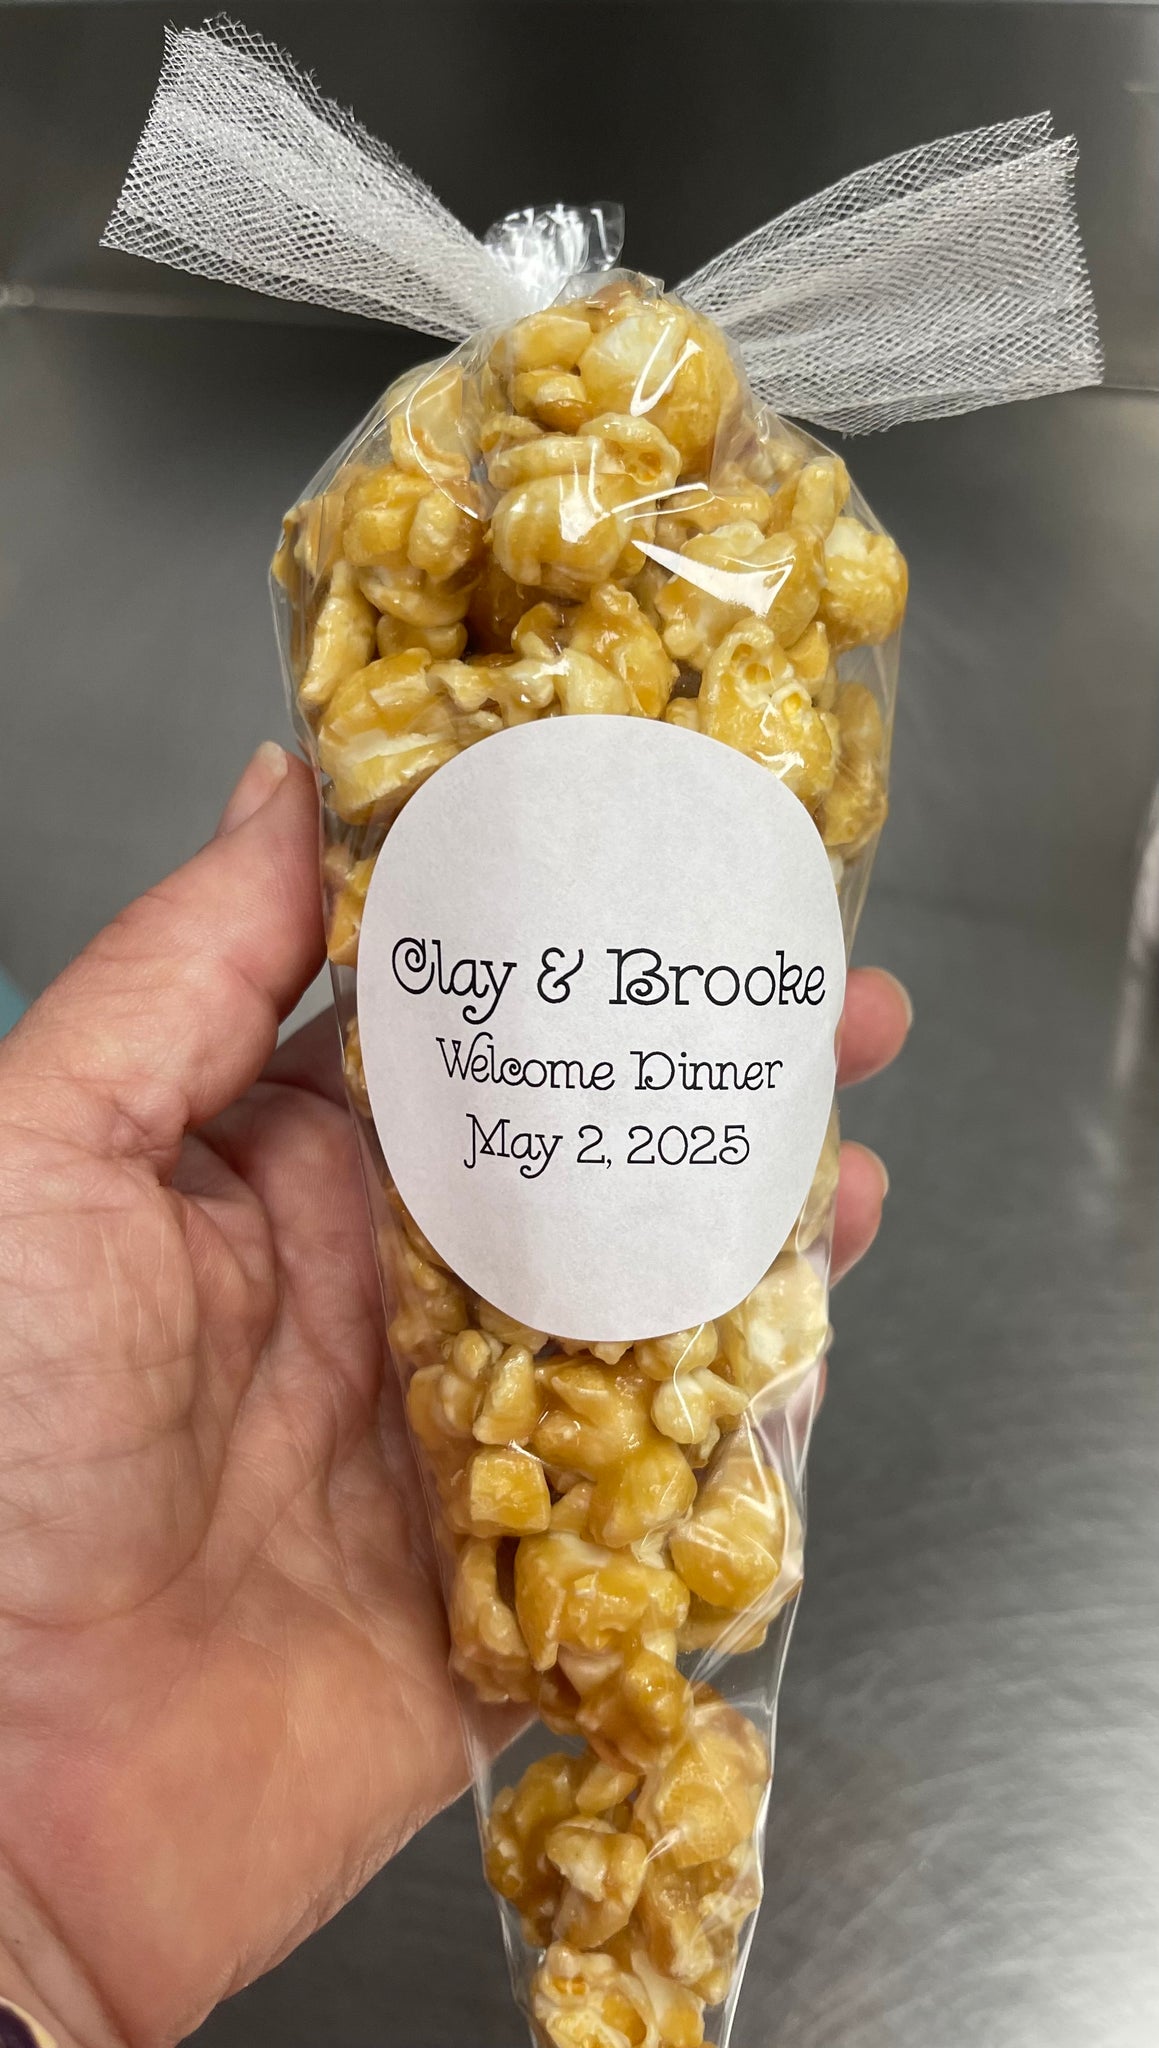 Clay & Brooke
Welcome Dinner
May 2, 2025